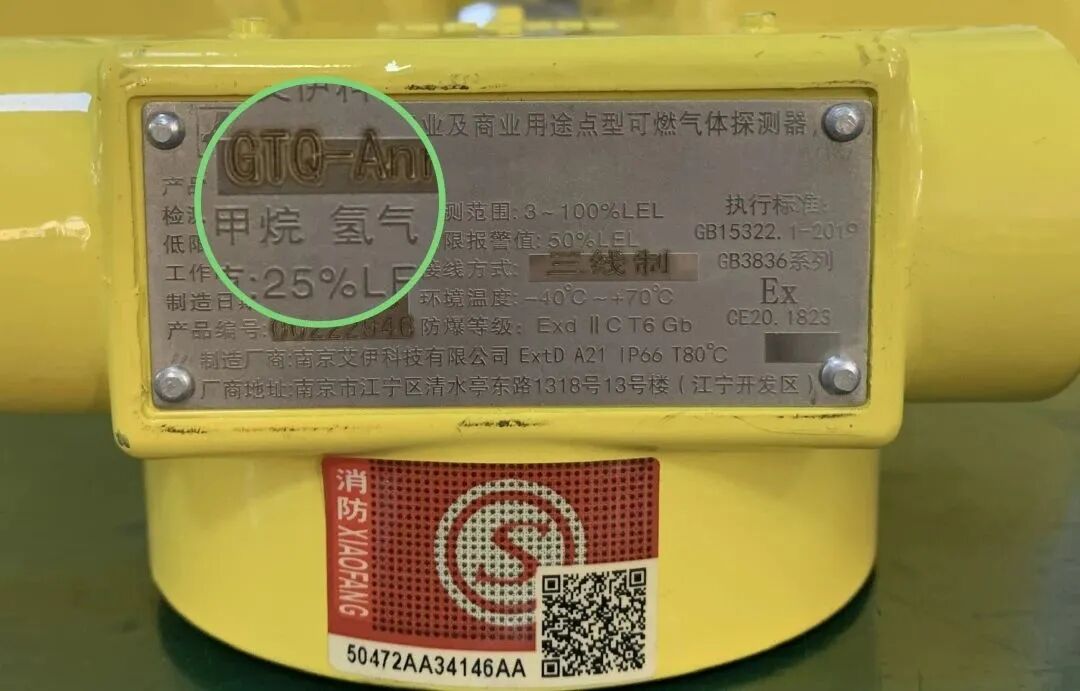 业及商业用途点型可燃气体探测器
产品 GTQ-An
检测 甲烷 氢气 测范围:3~100%LEL 执行标准:
低限 :25%LE 限报警值:50%LEL GB15322.1-2019
工作 接线方式: 三线制 GB3836系列
制造日期 环境温度:-40℃~+70℃ Ex
产品编号: 防爆等级: Exd ⅡC T6 Gb CE20.1823
制造厂商:南京艾伊科技有限公司 ExtD A21 IP66 T80℃
厂商地址:南京市江宁区清水亭东路1318号13号楼(江宁开发区)
消防 XIAOFANG
S
50472AA34146AA